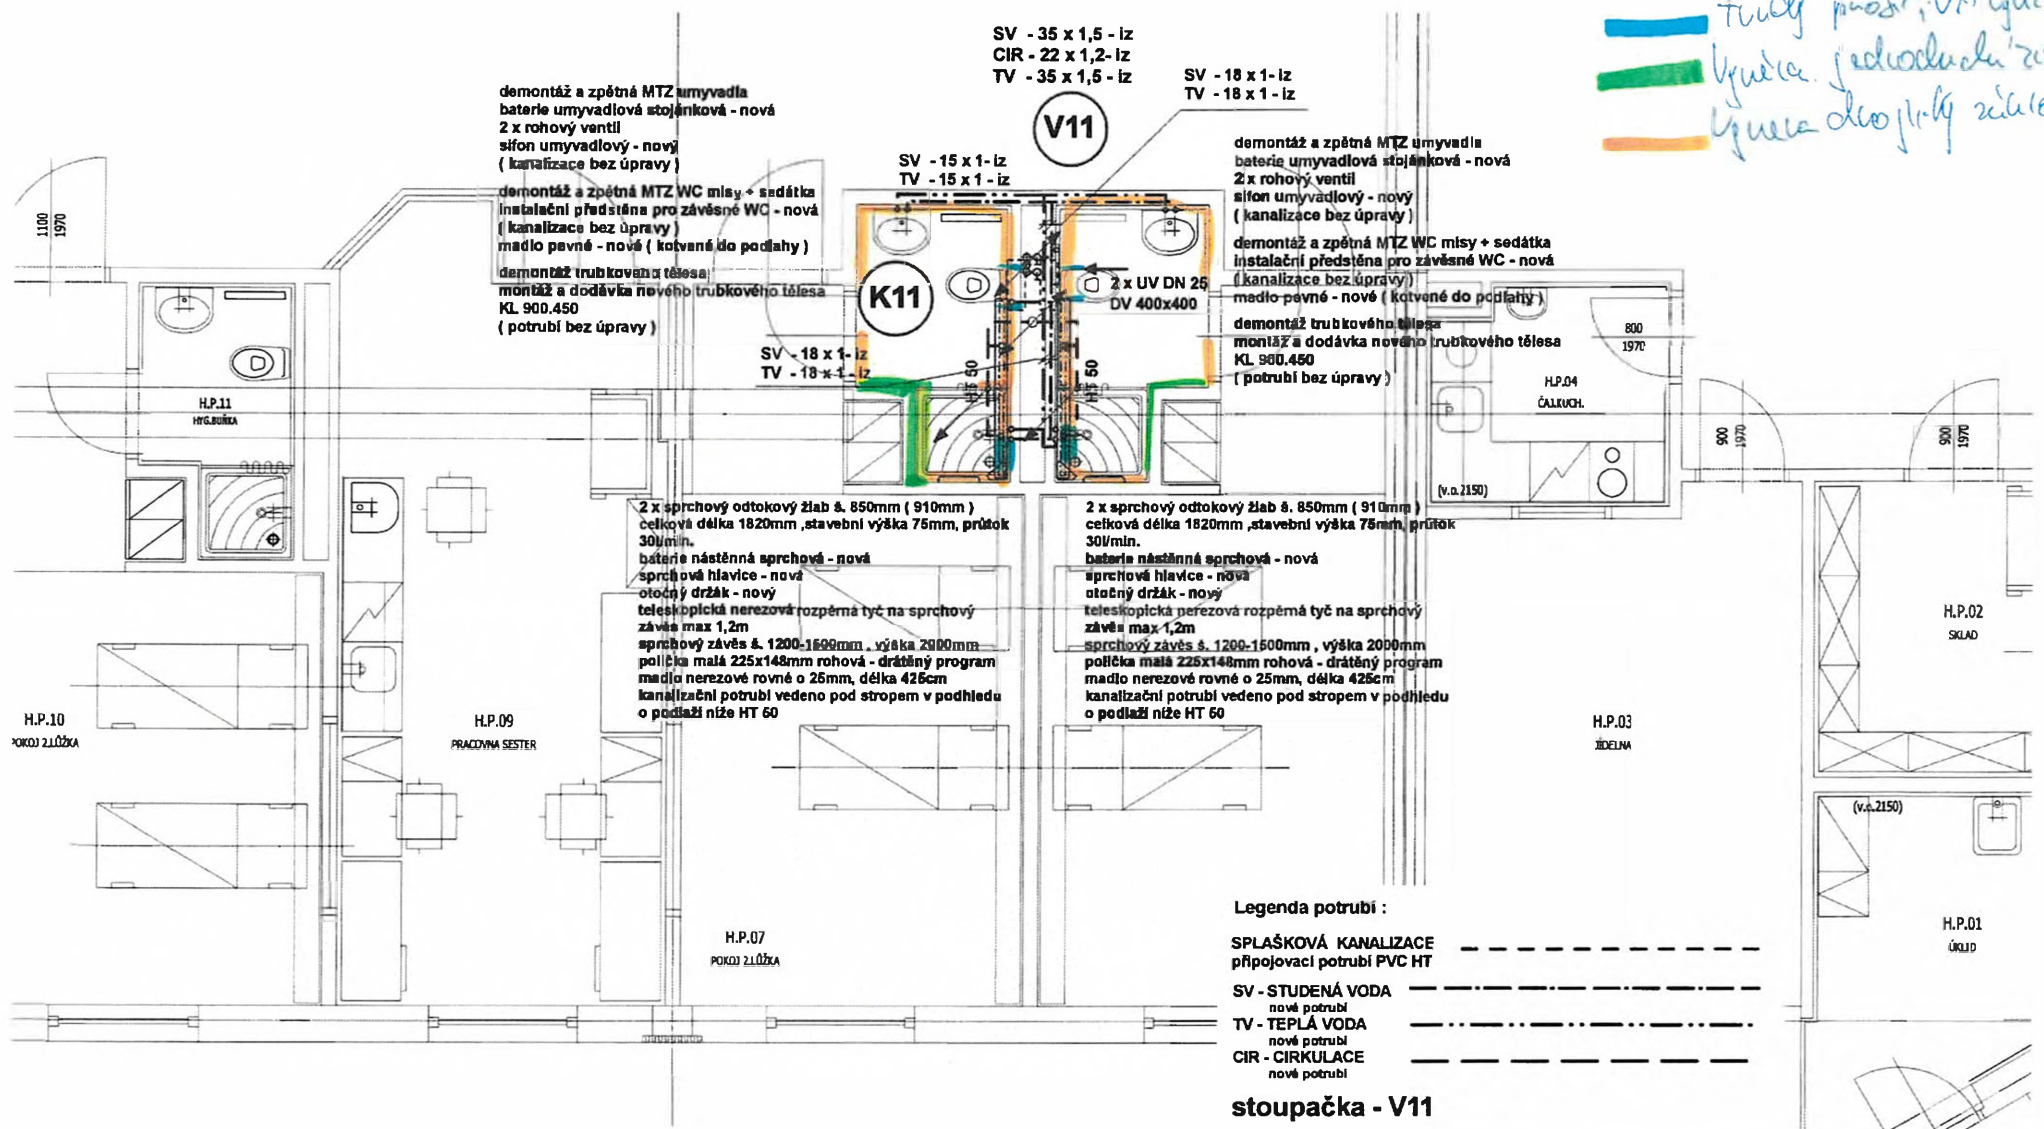 SV - 35 x 1,5 - iz
CIR - 22 x 1,2- iz
TV - 35 x 1,5 - iz
SV - 18 x 1- iz
TV - 18 x 1 - iz
V11
SV - 15 x 1- iz
TV - 15 x 1 - iz
demontáž a zpětná MTZ umyvadla
baterie umyvadlová stojánková - nová
2 x rohový ventil
sifon umyvadlový - nový
( kanalizace bez úpravy )
demontáž a zpětná MTZ WC mísy + sedátka
instalační předstěna pro závěsné WC - nová
( kanalizace bez úpravy )
madlo pevné - nové ( kotvené do podlahy )
demontáž trubkového tělesa
montáž a dodávka nového trubkového tělesa
KL 900.450
( potrubí bez úpravy )
demontáž a zpětná MTZ umyvadla
baterie umyvadlová stojánková - nová
2 x rohový ventil
sifon umyvadlový - nový
( kanalizace bez úpravy )
demontáž a zpětná MTZ WC mísy + sedátka
instalační předstěna pro závěsné WC - nová
( kanalizace bez úpravy )
madlo pevné - nové ( kotvené do podlahy )
demontáž trubkového tělesa
montáž a dodávka nového trubkového tělesa
KL 900.450
( potrubí bez úpravy )
K11
2 x UV DN 25
DV 400x400
SV - 18 x 1- iz
TV - 18 x 1 - iz
HT 50
HT 50
1100
1970
800
1970
900
1970
900
1970
H.P.11
HYG.BUŇKA
H.P.04
ČAJ.KUCH.
(v.o.2150)
2 x sprchový odtokový žlab š. 850mm ( 910mm )
celková délka 1820mm ,stavební výška 75mm, průtok
30l/min.
baterie nástěnná sprchová - nová
sprchová hlavice - nová
otočný držák - nový
teleskopická nerezová rozpěrná tyč na sprchový
závěs max 1,2m
sprchový závěs š. 1200-1500mm , výška 2000mm
polička malá 225x148mm rohová - drátěný program
madlo nerezové rovné o 25mm, délka 425cm
kanalizační potrubí vedeno pod stropem v podhledu
o podlaží níže HT 50
2 x sprchový odtokový žlab š. 850mm ( 910mm )
celková délka 1820mm ,stavební výška 75mm, průtok
30l/min.
baterie nástěnná sprchová - nová
sprchová hlavice - nová
otočný držák - nový
teleskopická nerezová rozpěrná tyč na sprchový
závěs max 1,2m
sprchový závěs š. 1200-1500mm , výška 2000mm
polička malá 225x148mm rohová - drátěný program
madlo nerezové rovné o 25mm, délka 425cm
kanalizační potrubí vedeno pod stropem v podhledu
o podlaží níže HT 50
H.P.02
SKLAD
H.P.10
POKOJ 2.LŮŽKA
H.P.09
PRACOVNA SESTER
H.P.03
JÍDELNA
(v.o.2150)
H.P.07
POKOJ 2.LŮŽKA
H.P.01
ÚKLID
Legenda potrubí :
SPLAŠKOVÁ KANALIZACE
připojovací potrubí PVC HT
SV - STUDENÁ VODA
nové potrubí
TV - TEPLÁ VODA
nové potrubí
CIR - CIRKULACE
nové potrubí
stoupačka - V11